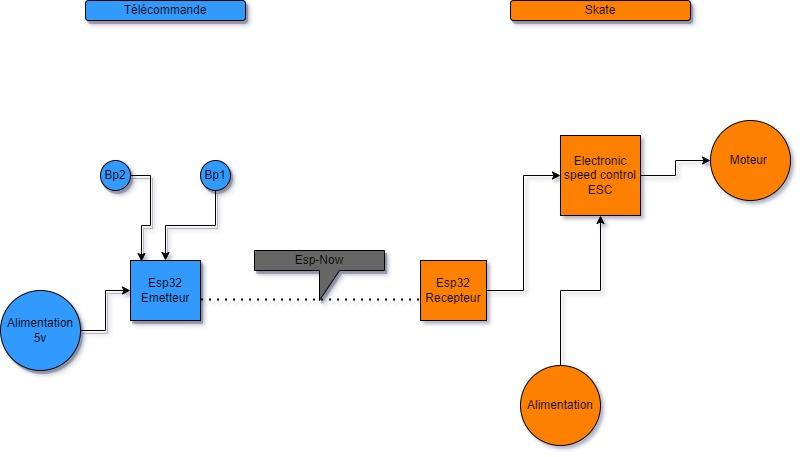 Télécommande
Skate
Bp2
Bp1
Electronic
speed control
ESC
Moteur
Esp-Now
Esp32
Emetteur
Esp32
Recepteur
Alimentation
5v
Alimentation